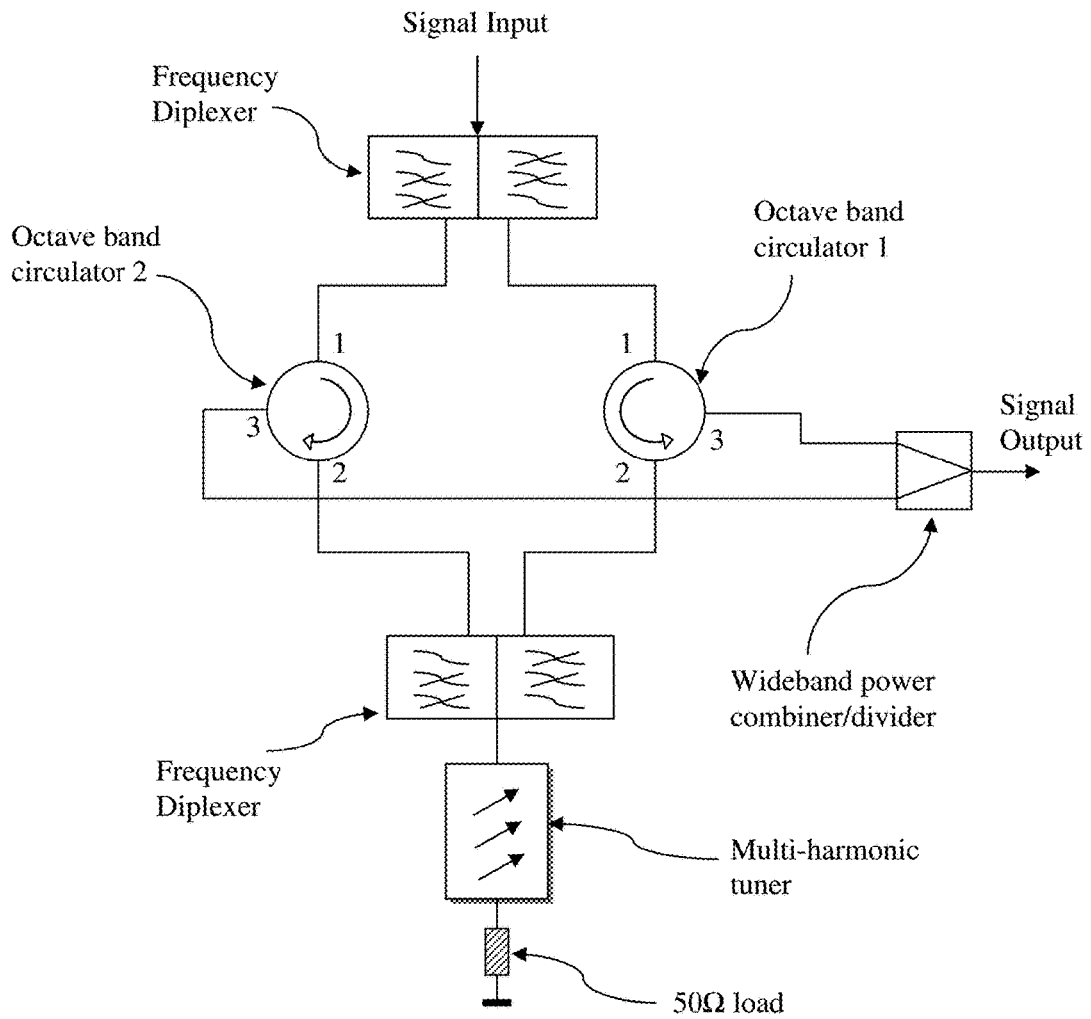 Signal Input
Frequency
Diplexer
Octave band
circulator 2
Octave band
circulator 1
1
1
3
2
2
3
Signal
Output
Wideband power
combiner/divider
Frequency
Diplexer
Multi-harmonic
tuner
50Ω load